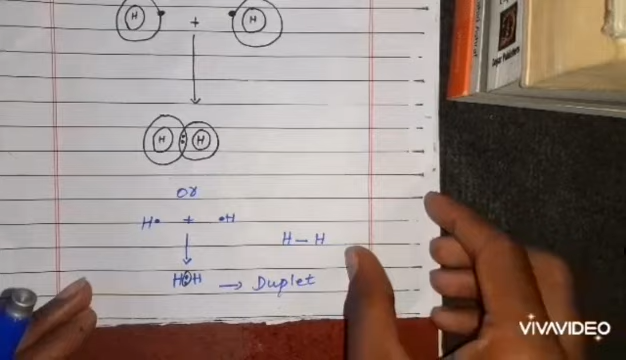 H + H
H H
or
H• + •H
H – H
H:H → Duplet
VIVAVIDEO